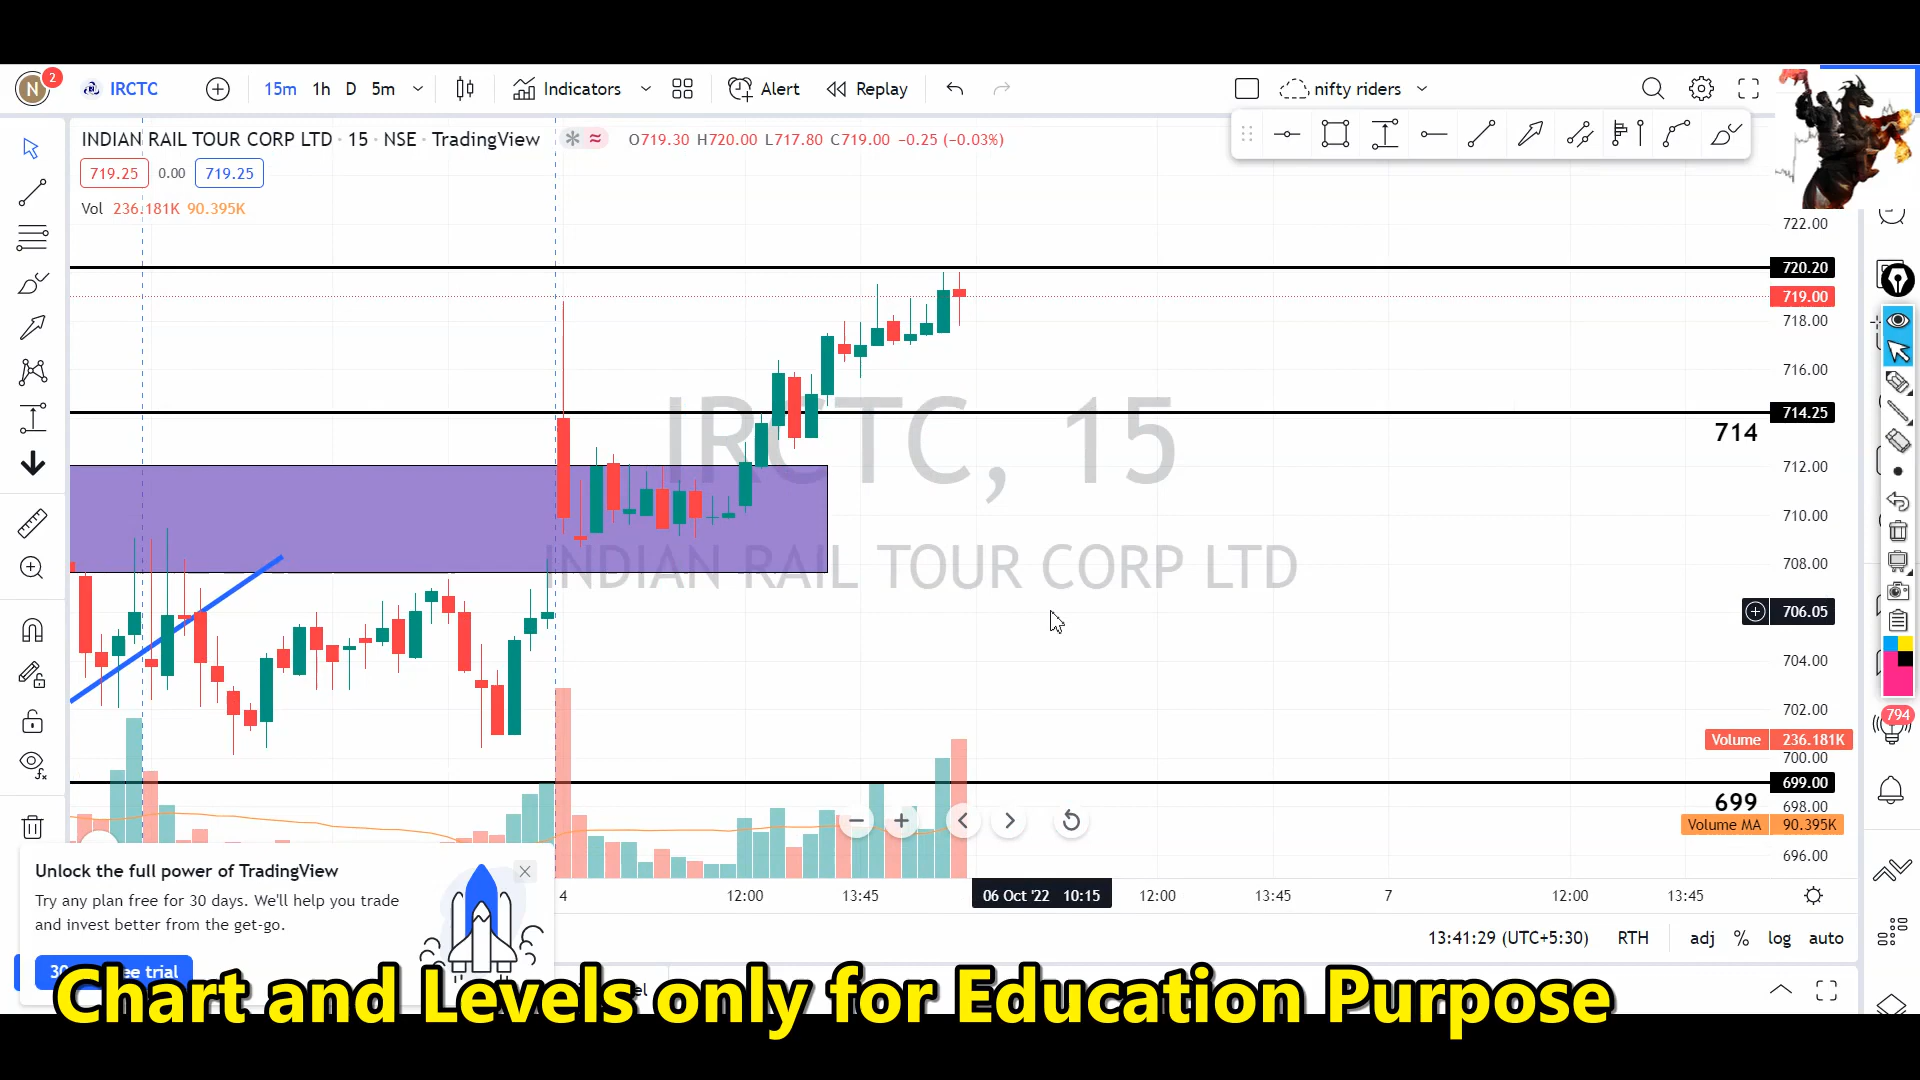 N 2 IRCTC 15m 1h D 5m Indicators Alert Replay nifty riders
INDIAN RAIL TOUR CORP LTD · 15 · NSE · TradingView O719.30 H720.00 L717.80 C719.00 −0.25 (−0.03%)
719.25 0.00 719.25
Vol 236.181K 90.395K
722.00
720.20
719.00
718.00
716.00
714.25
714
712.00
710.00
708.00
706.05
704.00
702.00
Volume 236.181K
700.00
699.00
699
698.00
Volume MA 90.395K
696.00
IRCTC, 15
INDIAN RAIL TOUR CORP LTD
794
4 12:00 13:45 06 Oct '22 10:15 12:00 13:45 7 12:00 13:45
Unlock the full power of TradingView
Try any plan free for 30 days. We'll help you trade
and invest better from the get-go.
13:41:29 (UTC+5:30) RTH adj % log auto
trial
Chart and Levels only for Education Purpose